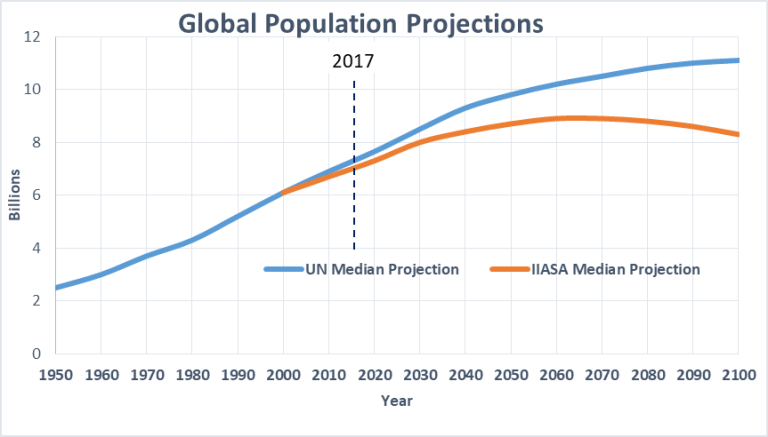 Global Population Projections
2017
12
10
8
6
4
2
0
Billions
UN Median Projection
IIASA Median Projection
1950 1960 1970 1980 1990 2000 2010 2020 2030 2040 2050 2060 2070 2080 2090 2100
Year